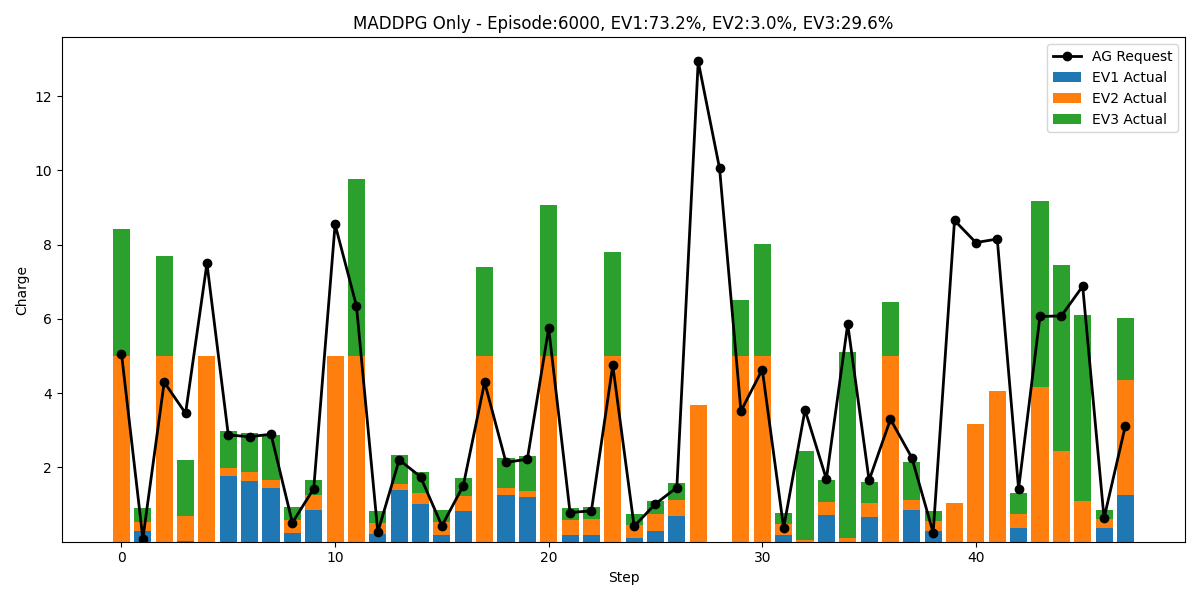 MADDPG Only - Episode:6000, EV1:73.2%, EV2:3.0%, EV3:29.6%
AG Request
EV1 Actual
EV2 Actual
EV3 Actual
Charge
12
10
8
6
4
2
0
10
20
30
40
Step